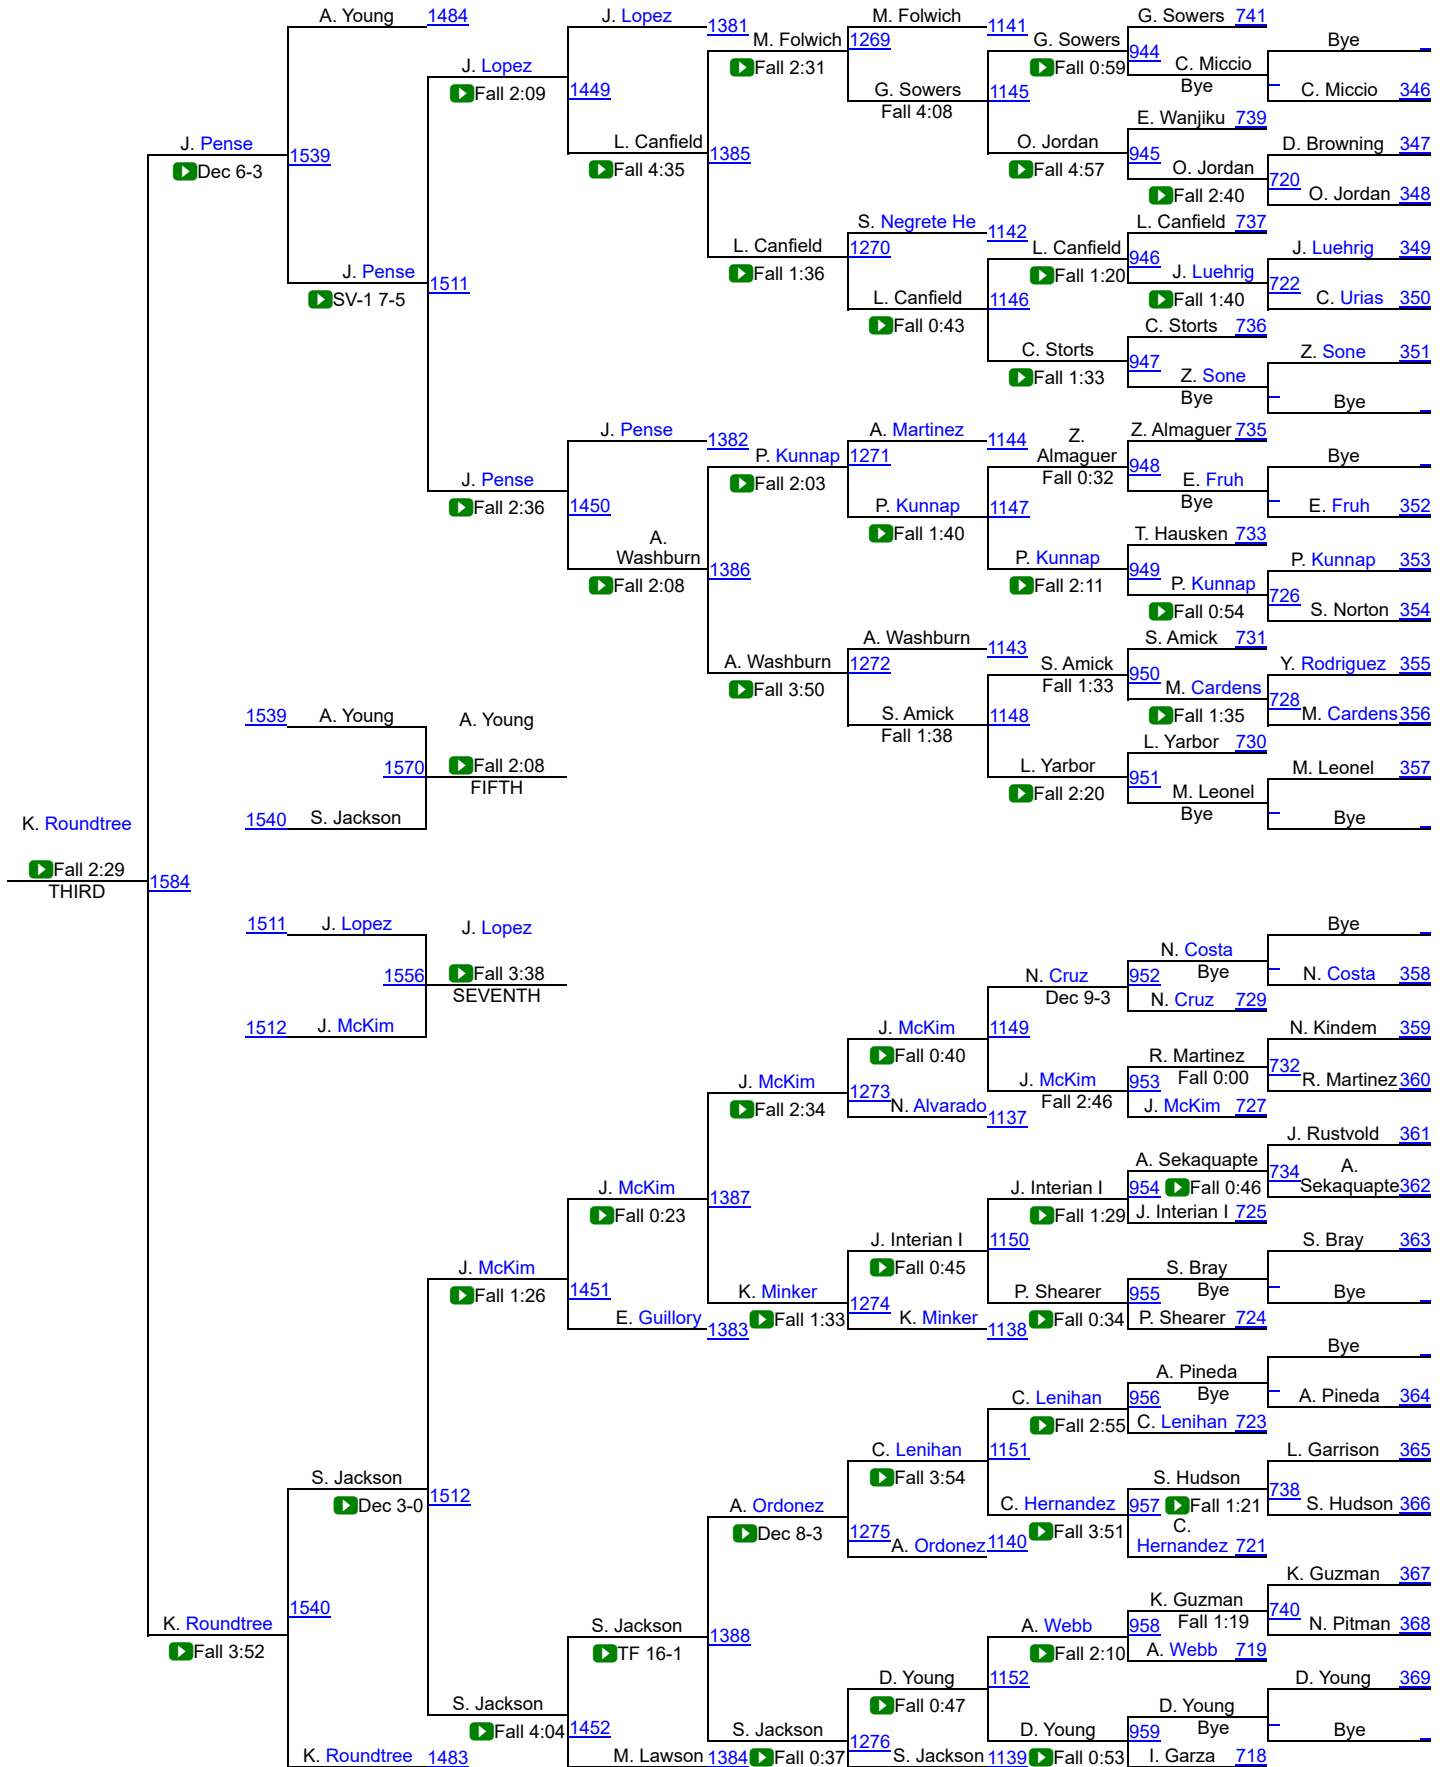 A. Young 1484
J. Lopez
1381
M. Folwich
1141
G. Sowers 741
M. Folwich 1269
G. Sowers
944
Bye
J. Lopez
Fall 2:31
Fall 0:59
C. Miccio
Bye
Fall 2:09
1449
G. Sowers 1145
Fall 4:08
C. Miccio 346
E. Wanjiku 739
J. Pense
L. Canfield
1385
O. Jordan
945
D. Browning 347
1539
Dec 6-3
Fall 4:35
Fall 4:57
O. Jordan
720
Fall 2:40
O. Jordan 348
S. Negrete He
1142
L. Canfield 737
L. Canfield 1270
L. Canfield
946
J. Luehrig 349
J. Pense
1511
Fall 1:36
Fall 1:20
J. Luehrig
722
SV-1 7-5
L. Canfield 1146
Fall 1:40
C. Urias 350
Fall 0:43
C. Storts 736
C. Storts
947
Z. Sone 351
Fall 1:33
Z. Sone
Bye
Bye
J. Pense
1382
A. Martinez 1144
Z.
Almaguer
Fall 0:32
Z. Almaguer 735
P. Kunnap 1271
948
Bye
J. Pense
Fall 2:03
E. Fruh
Bye
Fall 2:36
1450
P. Kunnap 1147
Fall 1:40
E. Fruh 352
A.
Washburn
1386
T. Hausken 733
P. Kunnap
949
P. Kunnap 353
Fall 2:08
Fall 2:11
P. Kunnap
726
Fall 0:54
S. Norton 354
A. Washburn
1143
S. Amick 731
A. Washburn 1272
S. Amick
Fall 1:33
950
Y. Rodriguez 355
Fall 3:50
M. Cardens
728
1539 A. Young
A. Young
S. Amick 1148
Fall 1:38
Fall 1:35
M. Cardens 356
1570
Fall 2:08
FIFTH
L. Yarbor 730
L. Yarbor
951
M. Leonel 357
Fall 2:20
M. Leonel
Bye
1540 S. Jackson
Bye
K. Roundtree
Fall 2:29
THIRD
1584
1511 J. Lopez
J. Lopez
Bye
1556
Fall 3:38
SEVENTH
N. Costa
Bye
N. Costa 358
N. Cruz
Dec 9-3
952
N. Cruz 729
1512 J. McKim
J. McKim
1149
N. Kindem 359
Fall 0:40
R. Martinez
Fall 0:00
732
R. Martinez 360
J. McKim
1273
J. McKim
Fall 2:46
953
Fall 2:34
N. Alvarado 1137
J. McKim 727
J. Rustvold 361
A. Sekaquapte
734
A.
Sekaquapte 362
J. McKim
1387
J. Interian I
954
Fall 0:46
Fall 0:23
Fall 1:29
J. Interian I 725
J. Interian I
1150
S. Bray 363
J. McKim
1451
Fall 0:45
S. Bray
Bye
Bye
Fall 1:26
K. Minker
1274
P. Shearer
955
E. Guillory 1383
Fall 1:33
K. Minker 1138
Fall 0:34
P. Shearer 724
Bye
A. Pineda
Bye
A. Pineda 364
C. Lenihan
956
Fall 2:55
C. Lenihan 723
C. Lenihan
1151
L. Garrison 365
S. Jackson
1512
Fall 3:54
S. Hudson
738
Dec 3-0
A. Ordonez
1275
C. Hernandez 957
Fall 1:21
S. Hudson 366
Dec 8-3
A. Ordonez 1140
Fall 3:51
C.
Hernandez 721
K. Guzman 367
K. Roundtree 1540
S. Jackson
1388
K. Guzman
Fall 1:19
740
N. Pitman 368
Fall 3:52
TF 16-1
A. Webb
958
Fall 2:10
A. Webb 719
D. Young
1152
D. Young 369
S. Jackson
1452
Fall 0:47
D. Young
Bye
Bye
Fall 4:04
S. Jackson
1276
D. Young
959
K. Roundtree 1483
M. Lawson 1384
Fall 0:37
S. Jackson 1139
Fall 0:53
I. Garza 718